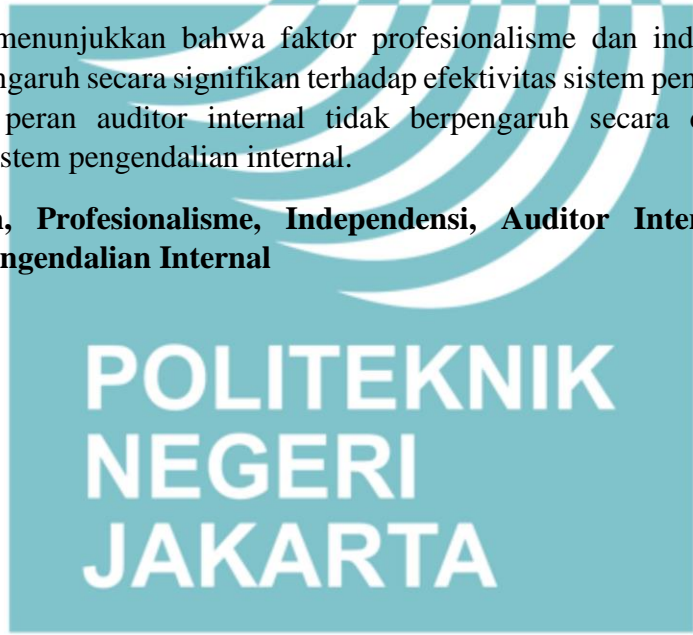 menunjukkan bahwa faktor profesionalisme dan ind
ngaruh secara signifikan terhadap efektivitas sistem pen
peran auditor internal tidak berpengaruh secara
stem pengendalian internal.
Profesionalisme, Independensi, Auditor Inter
ngendalian Internal
POLITEKNIK
NEGERI
JAKARTA